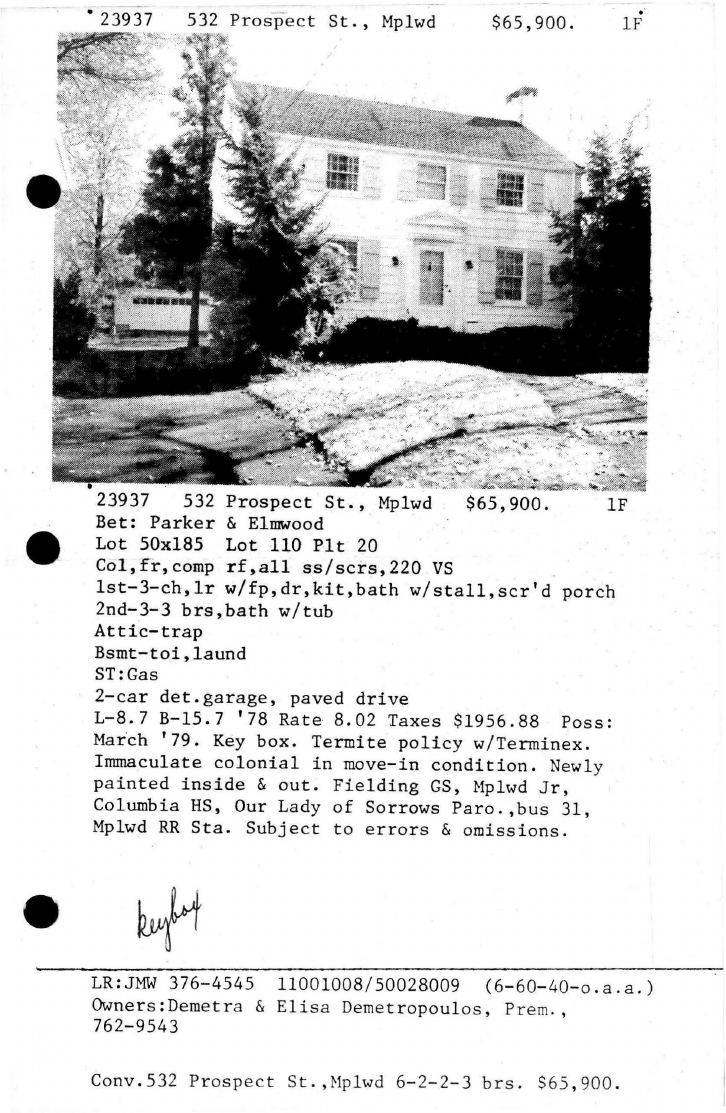 23937 532 Prospect St., Mplwd $65,900. 1F
23937 532 Prospect St., Mplwd $65,900. 1F
Bet: Parker & Elmwood
Lot 50x185 Lot 110 Plt 20
Col,fr,comp rf,all ss/scrs,220 VS
1st-3-ch,lr w/fp,dr,kit,bath w/stall,scr'd porch
2nd-3-3 brs,bath w/tub
Attic-trap
Bsmt-toi,laund
ST:Gas
2-car det.garage, paved drive
L-8.7 B-15.7 '78 Rate 8.02 Taxes $1956.88 Poss:
March '79. Key box. Termite policy w/Terminex.
Immaculate colonial in move-in condition. Newly
painted inside & out. Fielding GS, Mplwd Jr,
Columbia HS, Our Lady of Sorrows Paro.,bus 31,
Mplwd RR Sta. Subject to errors & omissions.
keybox
LR:JMW 376-4545 11001008/50028009 (6-60-40-o.a.a.)
Owners:Demetra & Elisa Demetropoulos, Prem.,
762-9543
Conv.532 Prospect St.,Mplwd 6-2-2-3 brs. $65,900.